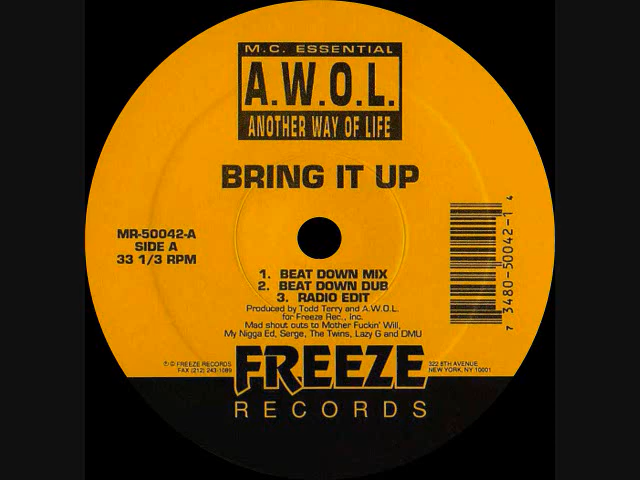 M.C. ESSENTIAL
A.W.O.L.
ANOTHER WAY OF LIFE
BRING IT UP
MR-50042-A
SIDE A
33 1/3 RPM
1. BEAT DOWN MIX
2. BEAT DOWN DUB
3. RADIO EDIT
Produced by Todd Terry and A.W.O.L.
for Freeze Rec., Inc.
Mad shout outs to Mother Fuckin' Will,
My Nigga Ed, Serge, The Twins, Lazy G and DMU
7 3480-50042-1 4
℗ © FREEZE RECORDS
FAX (212) 243-1099
322 8TH AVENUE
NEW YORK, NY 10001
FREEZE
RECORDS